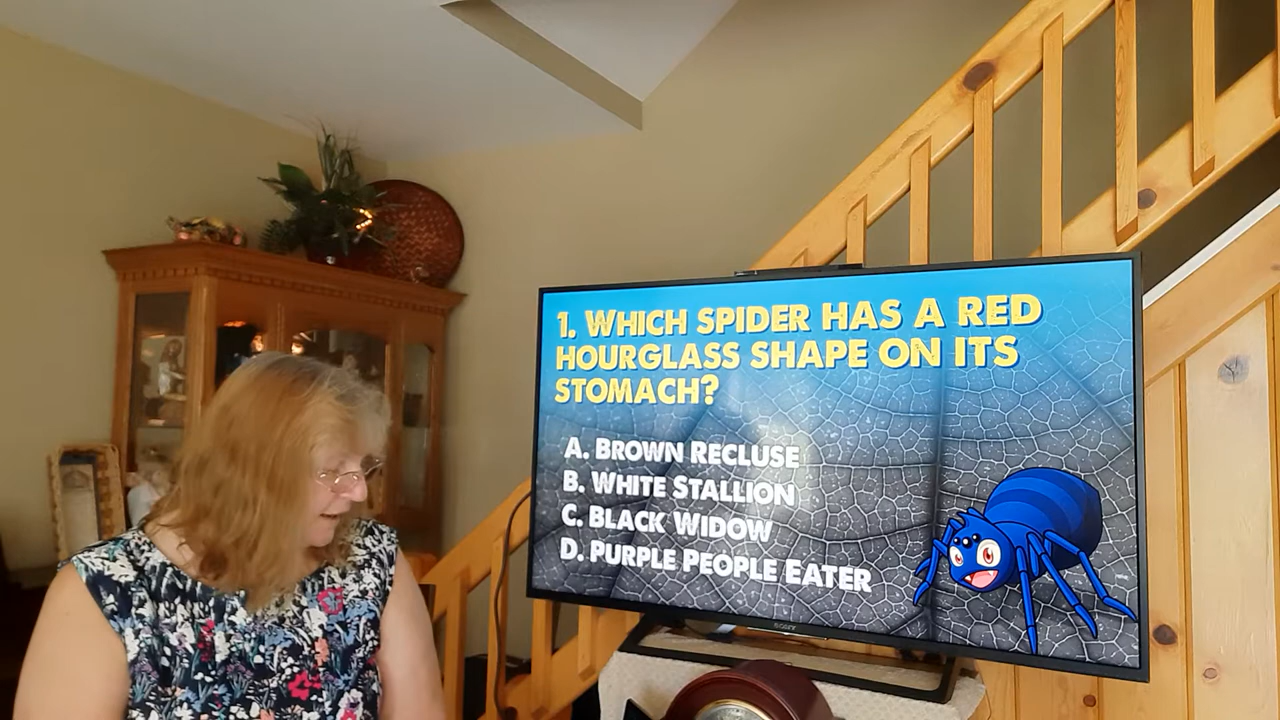 1. WHICH SPIDER HAS A RED
HOURGLASS SHAPE ON ITS
STOMACH?
A. BROWN RECLUSE
B. WHITE STALLION
C. BLACK WIDOW
D. PURPLE PEOPLE EATER
SONY